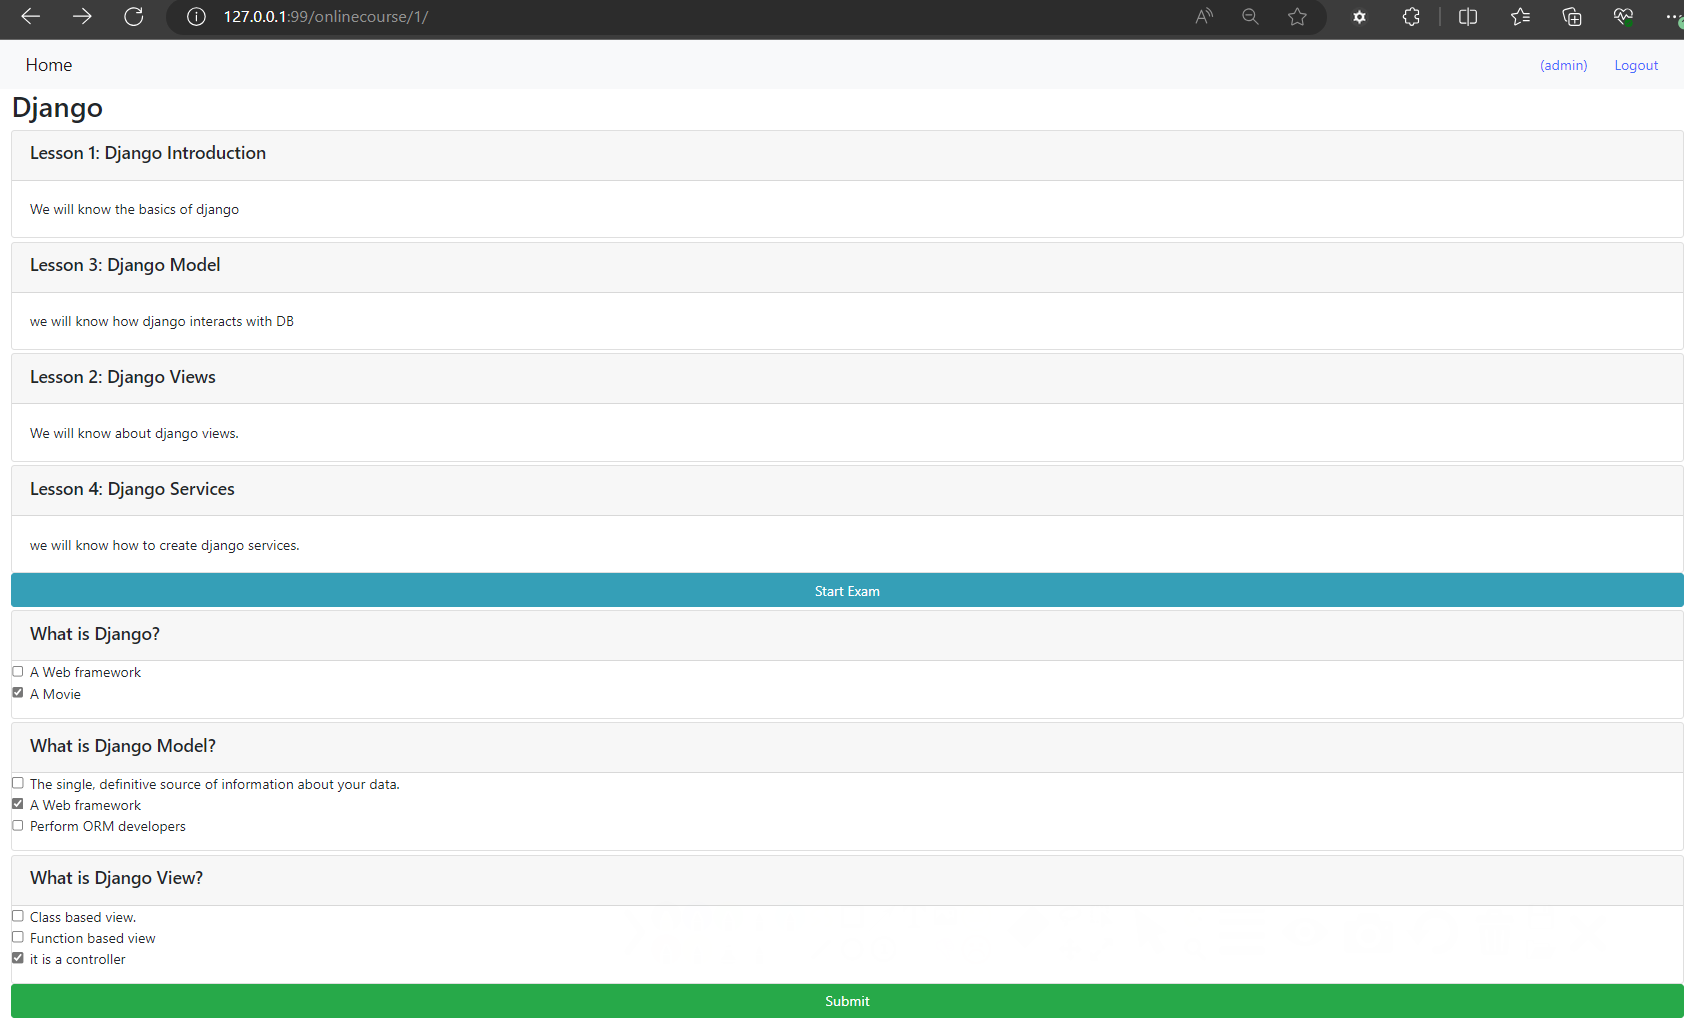 127.0.0.1:99/onlinecourse/1/
Home (admin) Logout
Django
Lesson 1: Django Introduction
We will know the basics of django
Lesson 3: Django Model
we will know how django interacts with DB
Lesson 2: Django Views
We will know about django views.
Lesson 4: Django Services
we will know how to create django services.
Start Exam
What is Django?
A Web framework
A Movie
What is Django Model?
The single, definitive source of information about your data.
A Web framework
Perform ORM developers
What is Django View?
Class based view.
Function based view
it is a controller
Submit